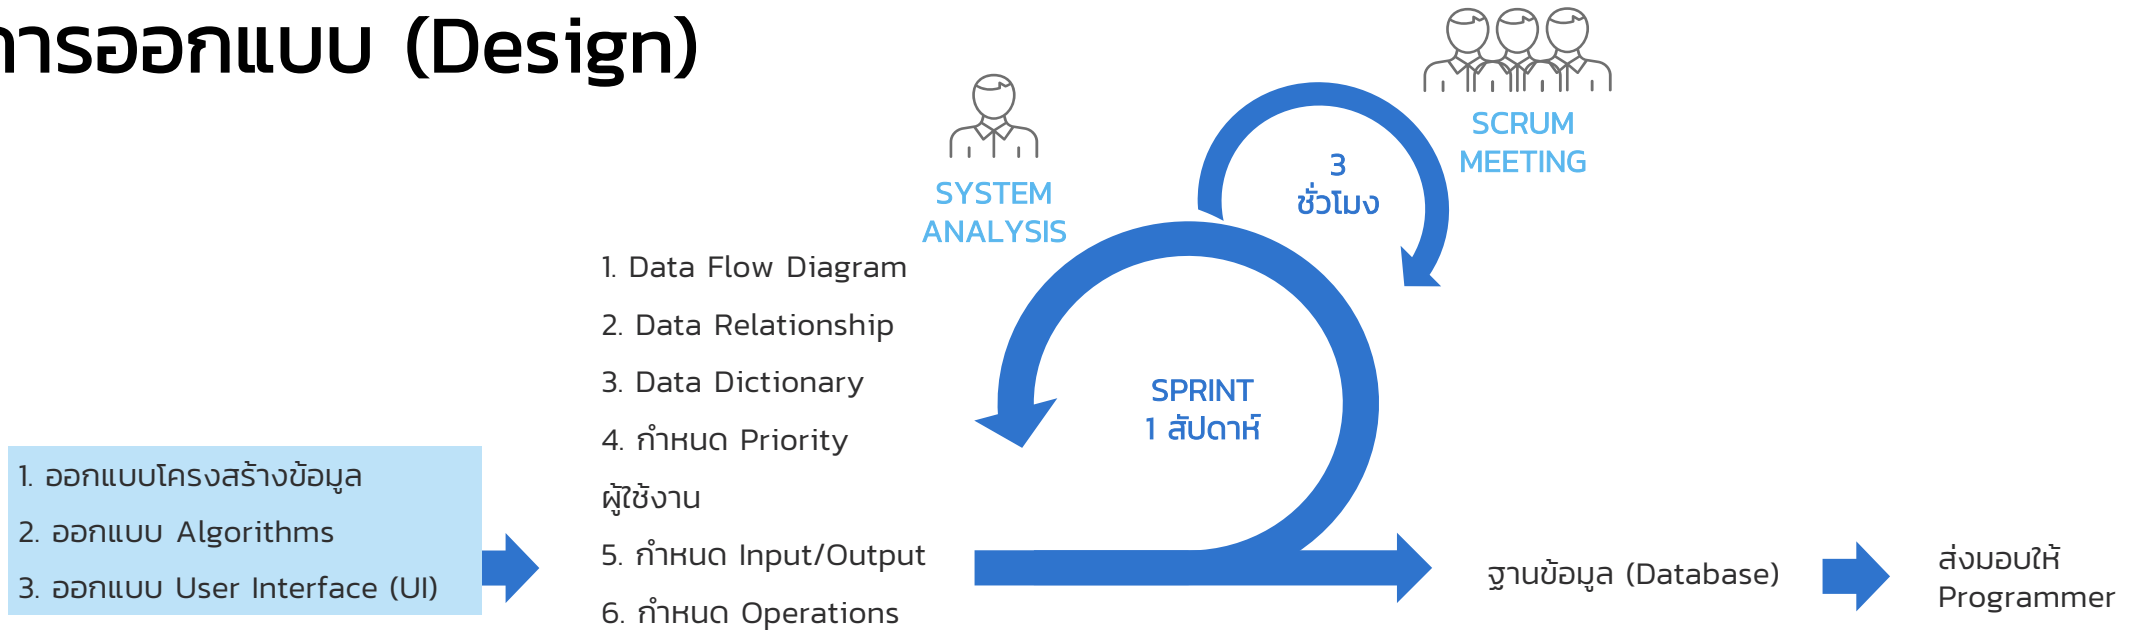 การออกแบบ (Design)
SCRUM
MEETING
3
ชั่วโมง
SYSTEM
ANALYSIS
1. Data Flow Diagram
2. Data Relationship
3. Data Dictionary
4. กำหนด Priority
ผู้ใช้งาน
5. กำหนด Input/Output
6. กำหนด Operations
SPRINT
1 สัปดาห์
1. ออกแบบโครงสร้างข้อมูล
2. ออกแบบ Algorithms
3. ออกแบบ User Interface (UI)
ฐานข้อมูล (Database)
ส่งมอบให้
Programmer